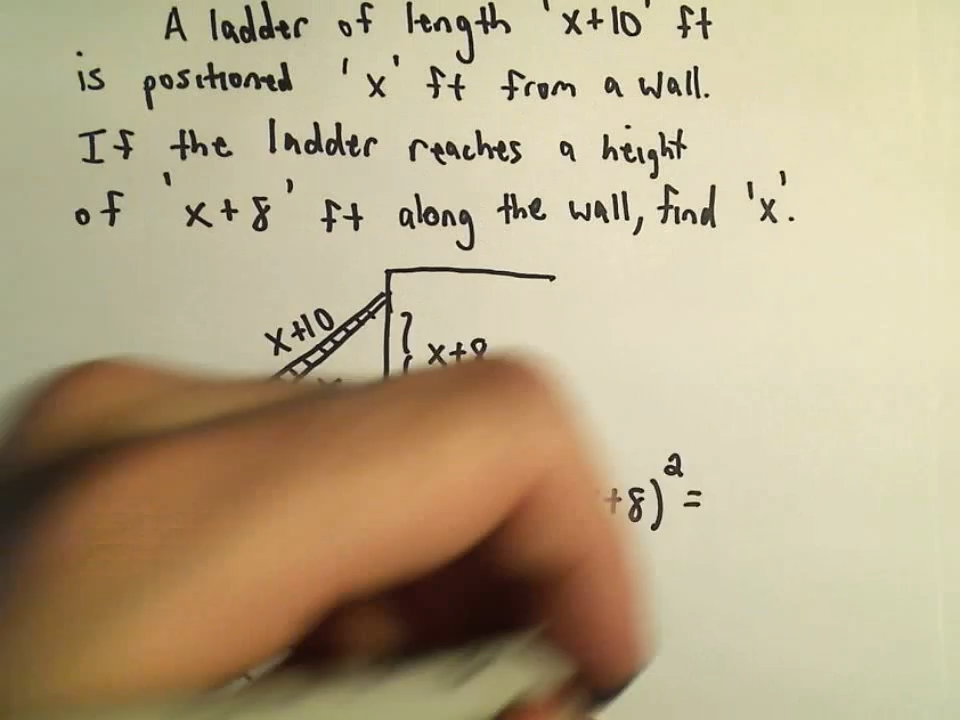 A ladder of length 'x+10' ft
is positioned 'x' ft from a wall.
If the ladder reaches a height
of 'x+8' ft along the wall, find 'x'.
x+10
x+8
+8)² =